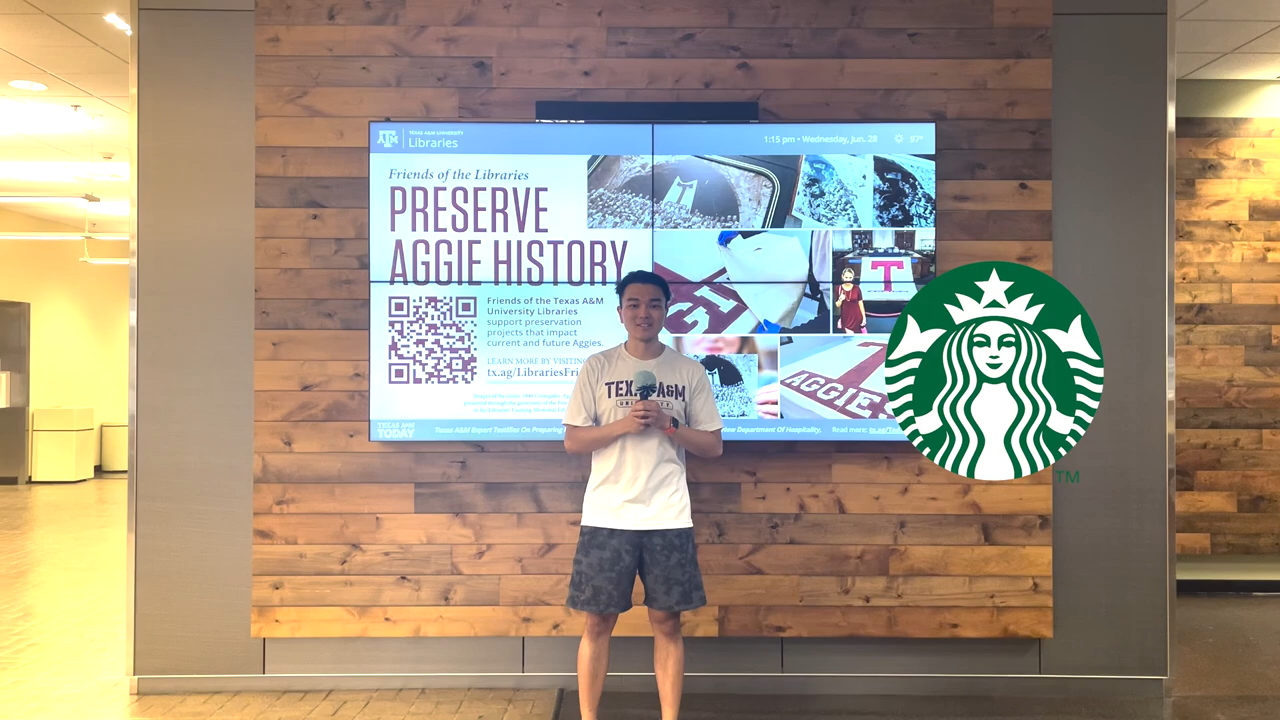 TEXAS A&M UNIVERSITY
Libraries
1:15 pm • Wednesday, Jun. 28
97°
Friends of the Libraries
PRESERVE
AGGIE HISTORY
Friends of the Texas A&M
University Libraries
support preservation
projects that impact
current and future Aggies.
LEARN MORE BY VISITING
tx.ag/LibrariesFri
T
T
AGGIES
TEXAS A&M
UNIVERSITY
TEXAS A&M
TODAY
Texas A&M Expert Testifies On Preparing
Department Of Hospitality,
Read more:
TM